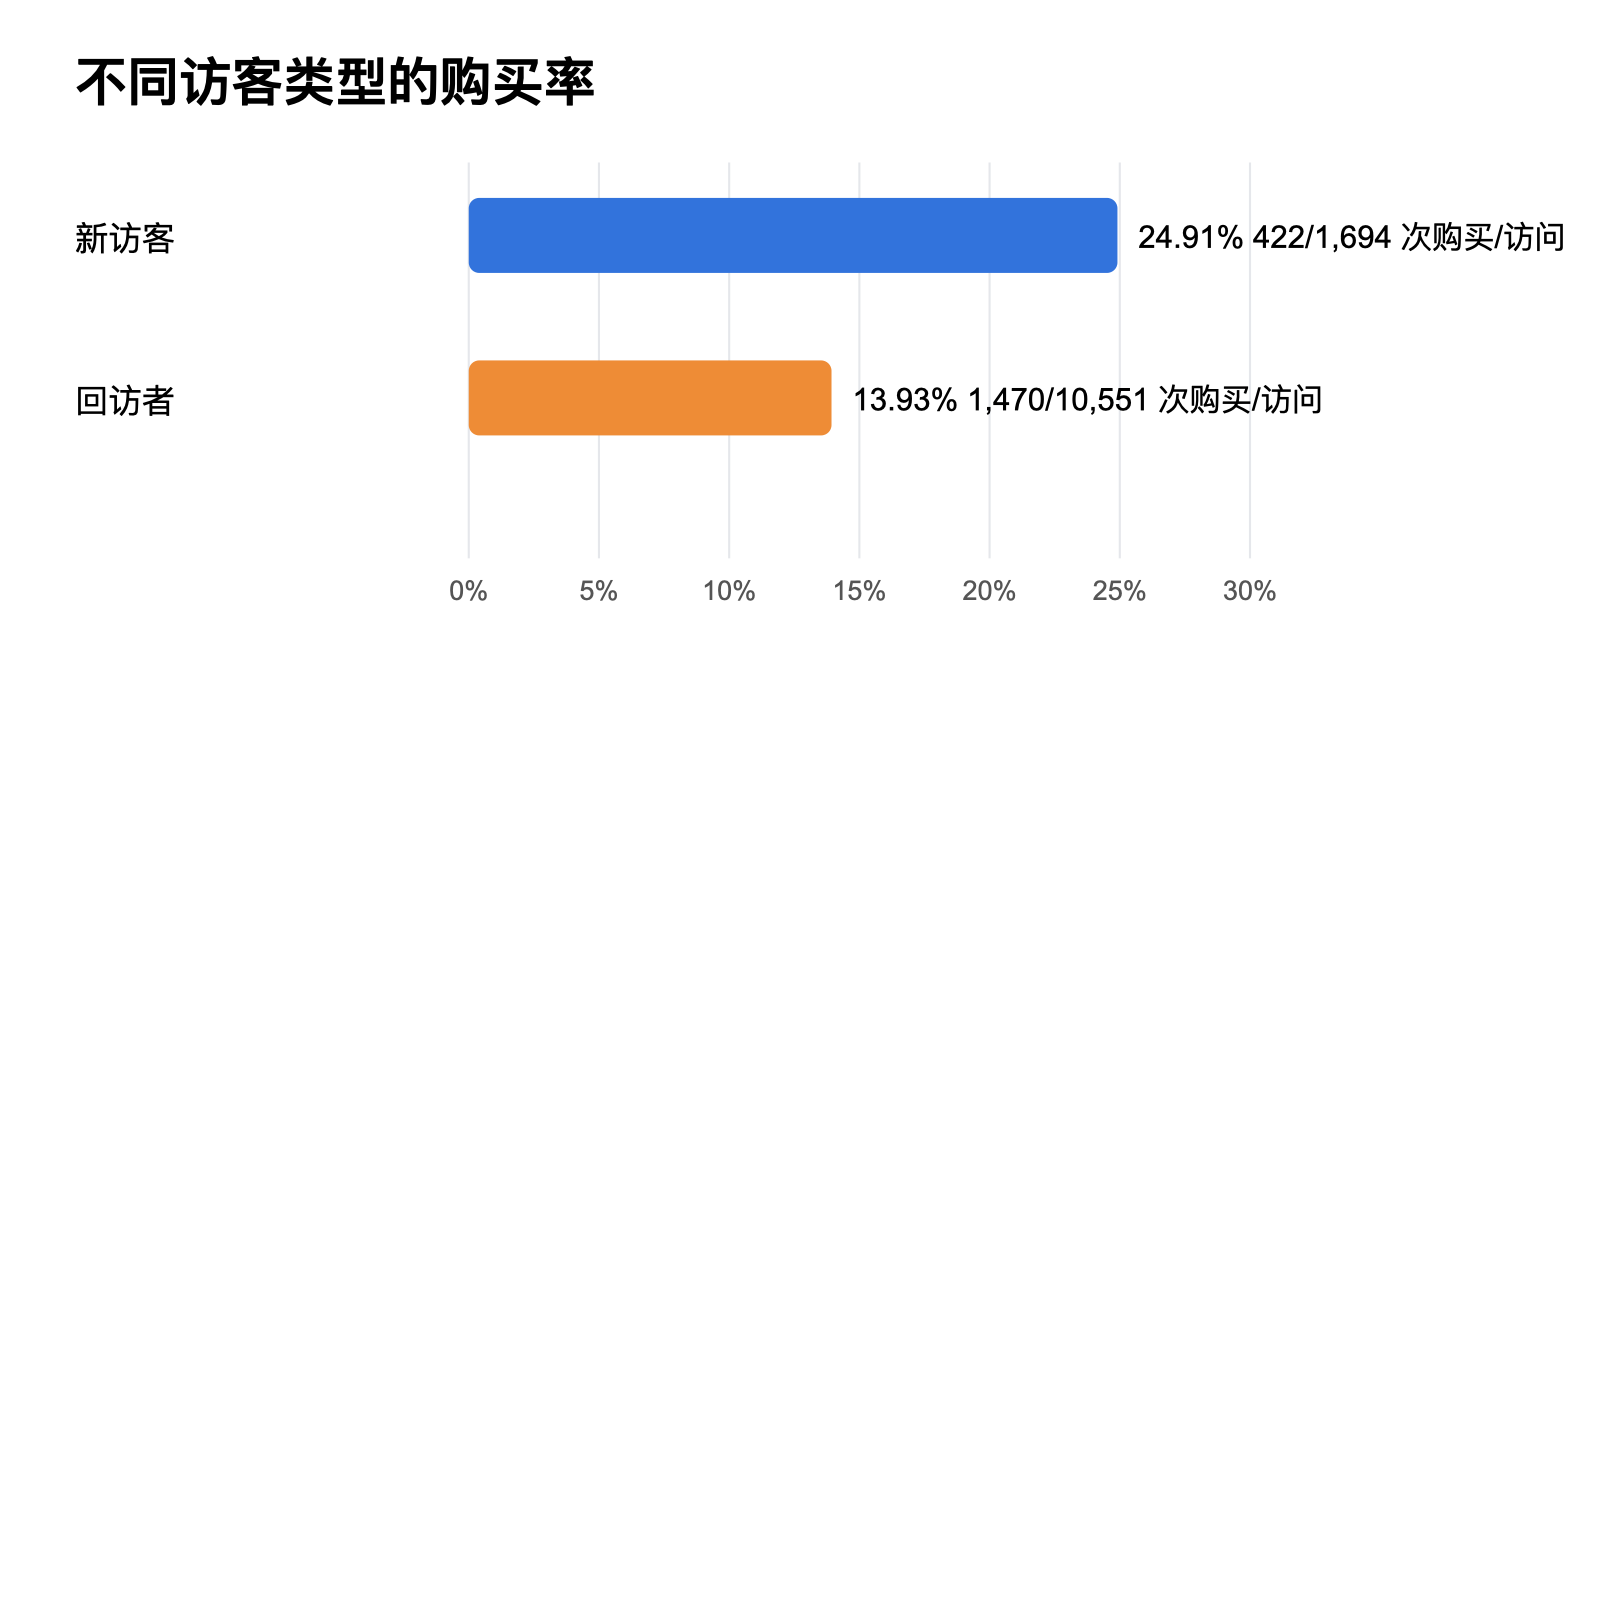 不同访客类型的购买率
新访客
24.91% 422/1,694 次购买/访问
回访者
13.93% 1,470/10,551 次购买/访问
0% 5% 10% 15% 20% 25% 30%